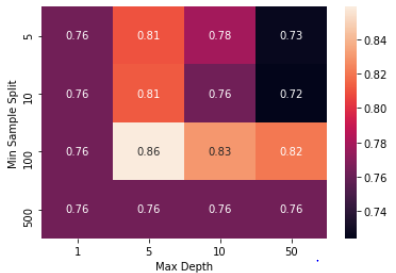 5 0.76 0.81 0.78 0.73
10 0.76 0.81 0.76 0.72
100 0.76 0.86 0.83 0.82
500 0.76 0.76 0.76 0.76
1 5 10 50
Max Depth
Min Sample Split
0.84
0.82
0.80
0.78
0.76
0.74